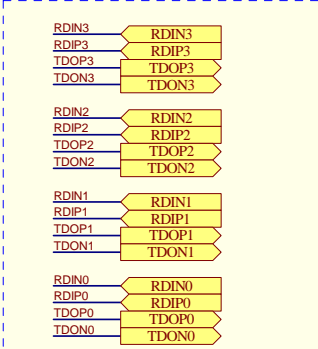 RDIN3 RDIN3
RDIP3 RDIP3
TDOP3 TDOP3
TDON3 TDON3
RDIN2 RDIN2
RDIP2 RDIP2
TDOP2 TDOP2
TDON2 TDON2
RDIN1 RDIN1
RDIP1 RDIP1
TDOP1 TDOP1
TDON1 TDON1
RDIN0 RDIN0
RDIP0 RDIP0
TDOP0 TDOP0
TDON0 TDON0